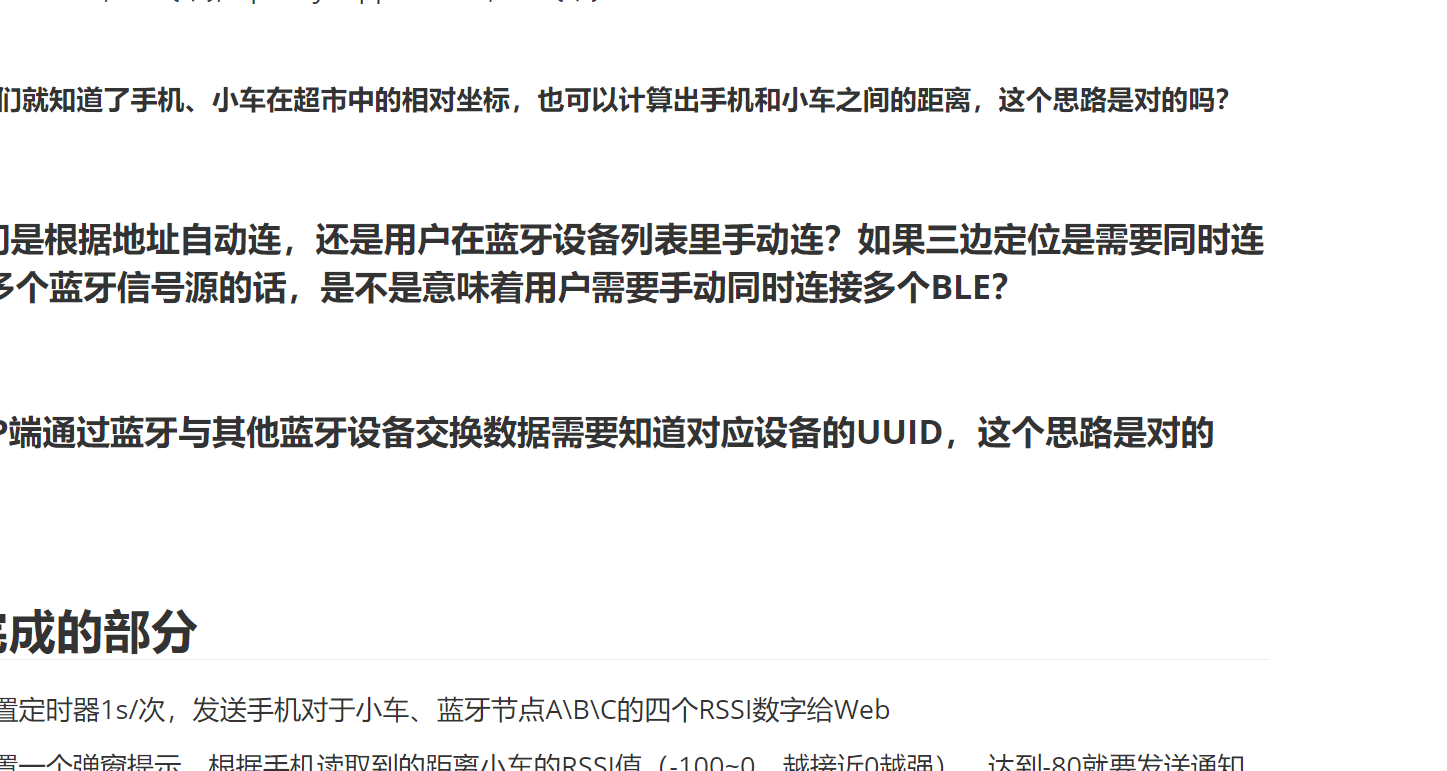 们就知道了手机、小车在超市中的相对坐标，也可以计算出手机和小车之间的距离，这个思路是对的吗？
是根据地址自动连，还是用户在蓝牙设备列表里手动连？如果三边定位是需要同时连
多个蓝牙信号源的话，是不是意味着用户需要手动同时连接多个BLE？
P端通过蓝牙与其他蓝牙设备交换数据需要知道对应设备的UUID，这个思路是对的
完成的部分
置定时器1s/次，发送手机对于小车、蓝牙节点A\B\C的四个RSSI数字给Web
置一个弹窗提示，根据手机读取到的距离小车的RSSI值（-100~0，越接近0越强），达到-80就要发送通知